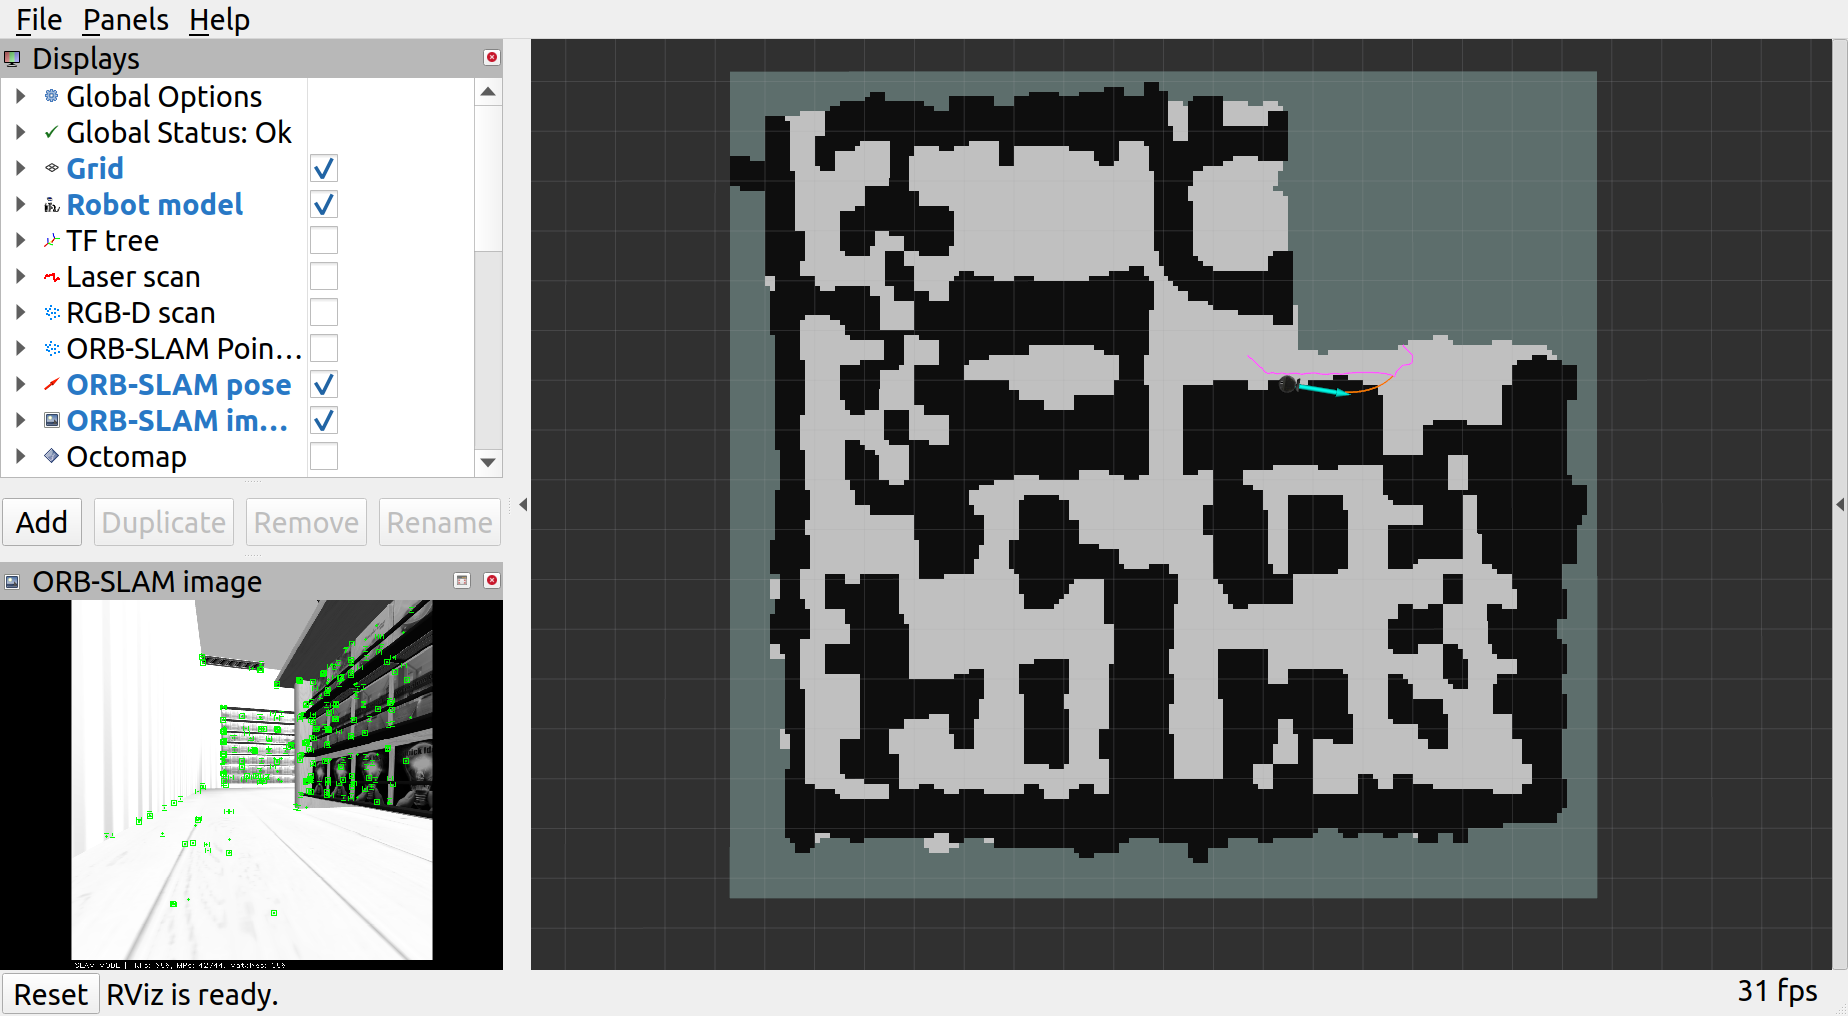 File Panels Help
Displays
Global Options
Global Status: Ok
Grid
Robot model
TF tree
Laser scan
RGB-D scan
ORB-SLAM Poin...
ORB-SLAM pose
ORB-SLAM im...
Octomap
Add Duplicate Remove Rename
ORB-SLAM image
SLAM MODE |
Reset RViz is ready.
31 fps